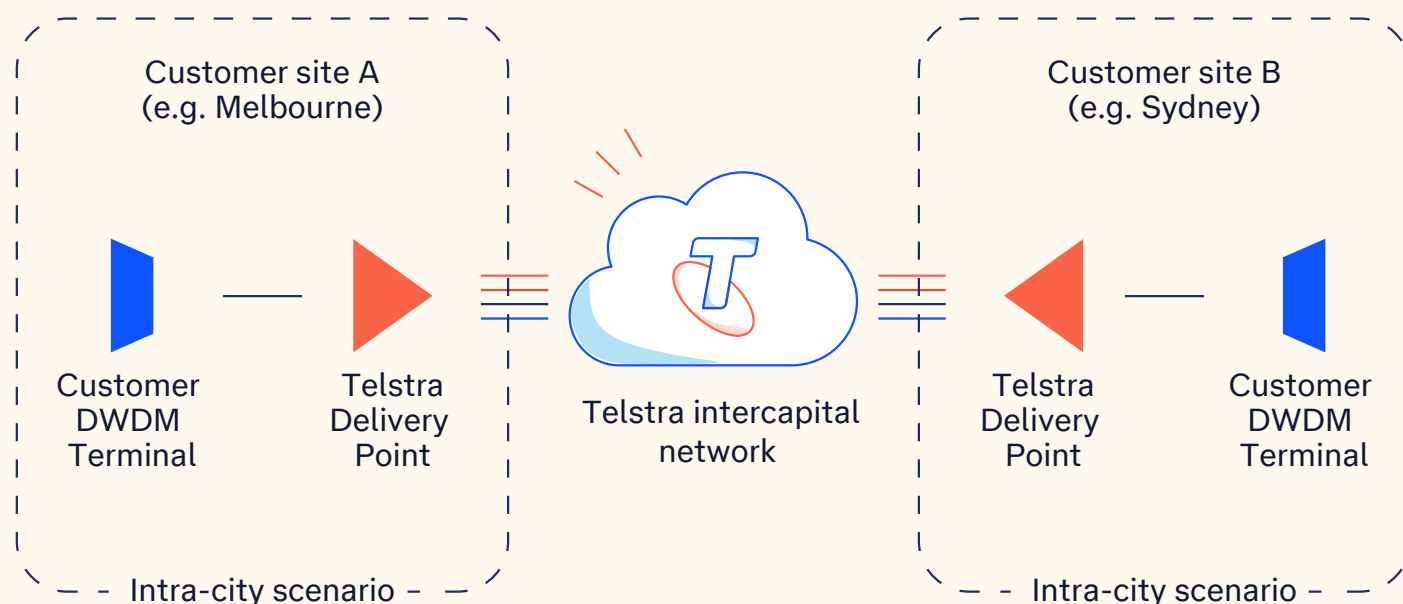 Customer site A
(e.g. Melbourne)
Customer
DWDM
Terminal
Telstra
Delivery
Point
Intra-city scenario
T
Telstra intercapital
network
Customer site B
(e.g. Sydney)
Telstra
Delivery
Point
Customer
DWDM
Terminal
Intra-city scenario